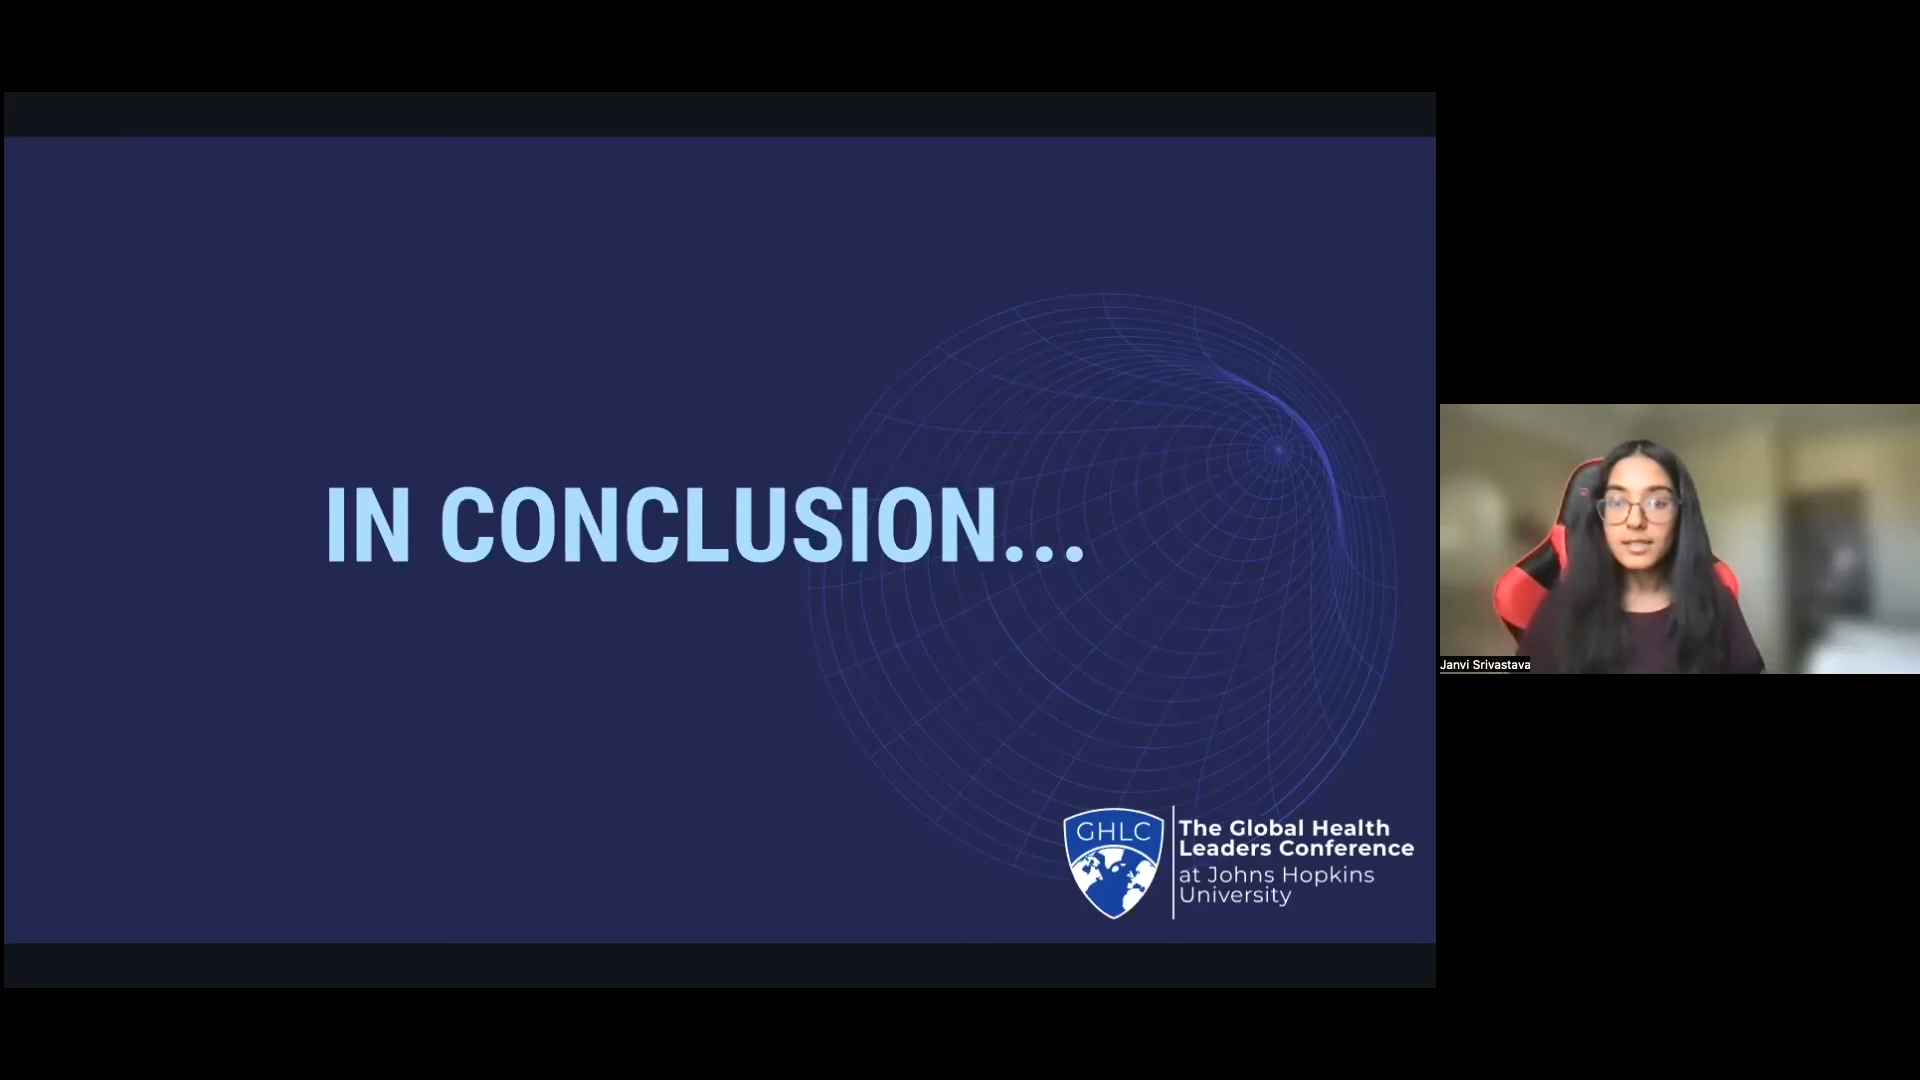 IN CONCLUSION...
GHLC
The Global Health
Leaders Conference
at Johns Hopkins
University
Janvi Srivastava